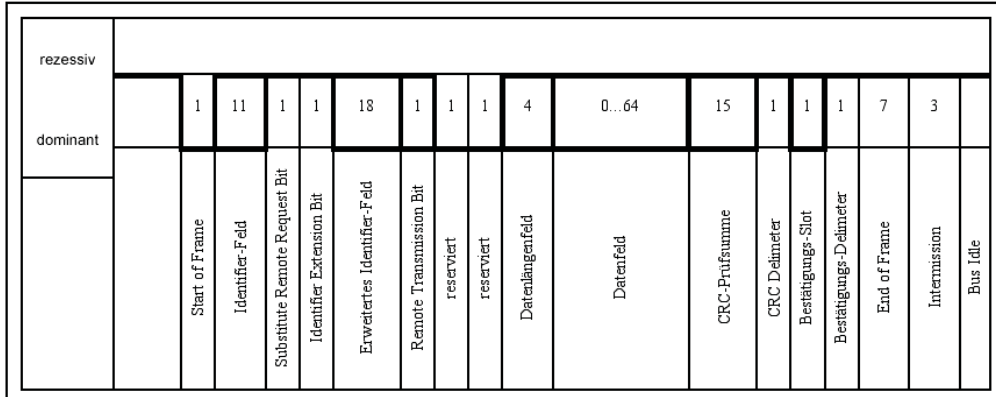 rezessiv
dominant
1 11 1 1 18 1 1 1 4 0...64 15 1 1 1 7 3
Start of Frame
Identifier-Feld
Substitute Remote Request Bit
Identifier Extension Bit
Erweitertes Identifier-Feld
Remote Transmission Bit
reserviert
reserviert
Datenlängenfeld
Datenfeld
CRC-Prüfsumme
CRC Delimeter
Bestätigungs-Slot
Bestätigungs-Delimeter
End of Frame
Intermission
Bus Idle